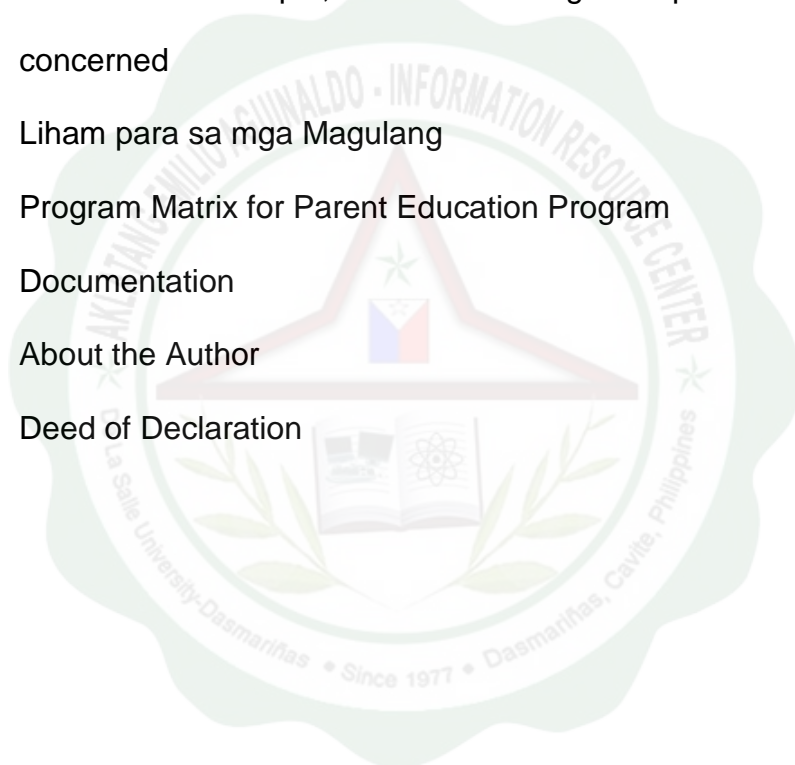 concerned
Liham para sa mga Magulang
Program Matrix for Parent Education Program
Documentation
About the Author
Deed of Declaration
AKLATANG EMILIO AGUINALDO - INFORMATION RESOURCE CENTER
De La Salle University-Dasmariñas • Since 1977 • Dasmariñas, Cavite, Philippines